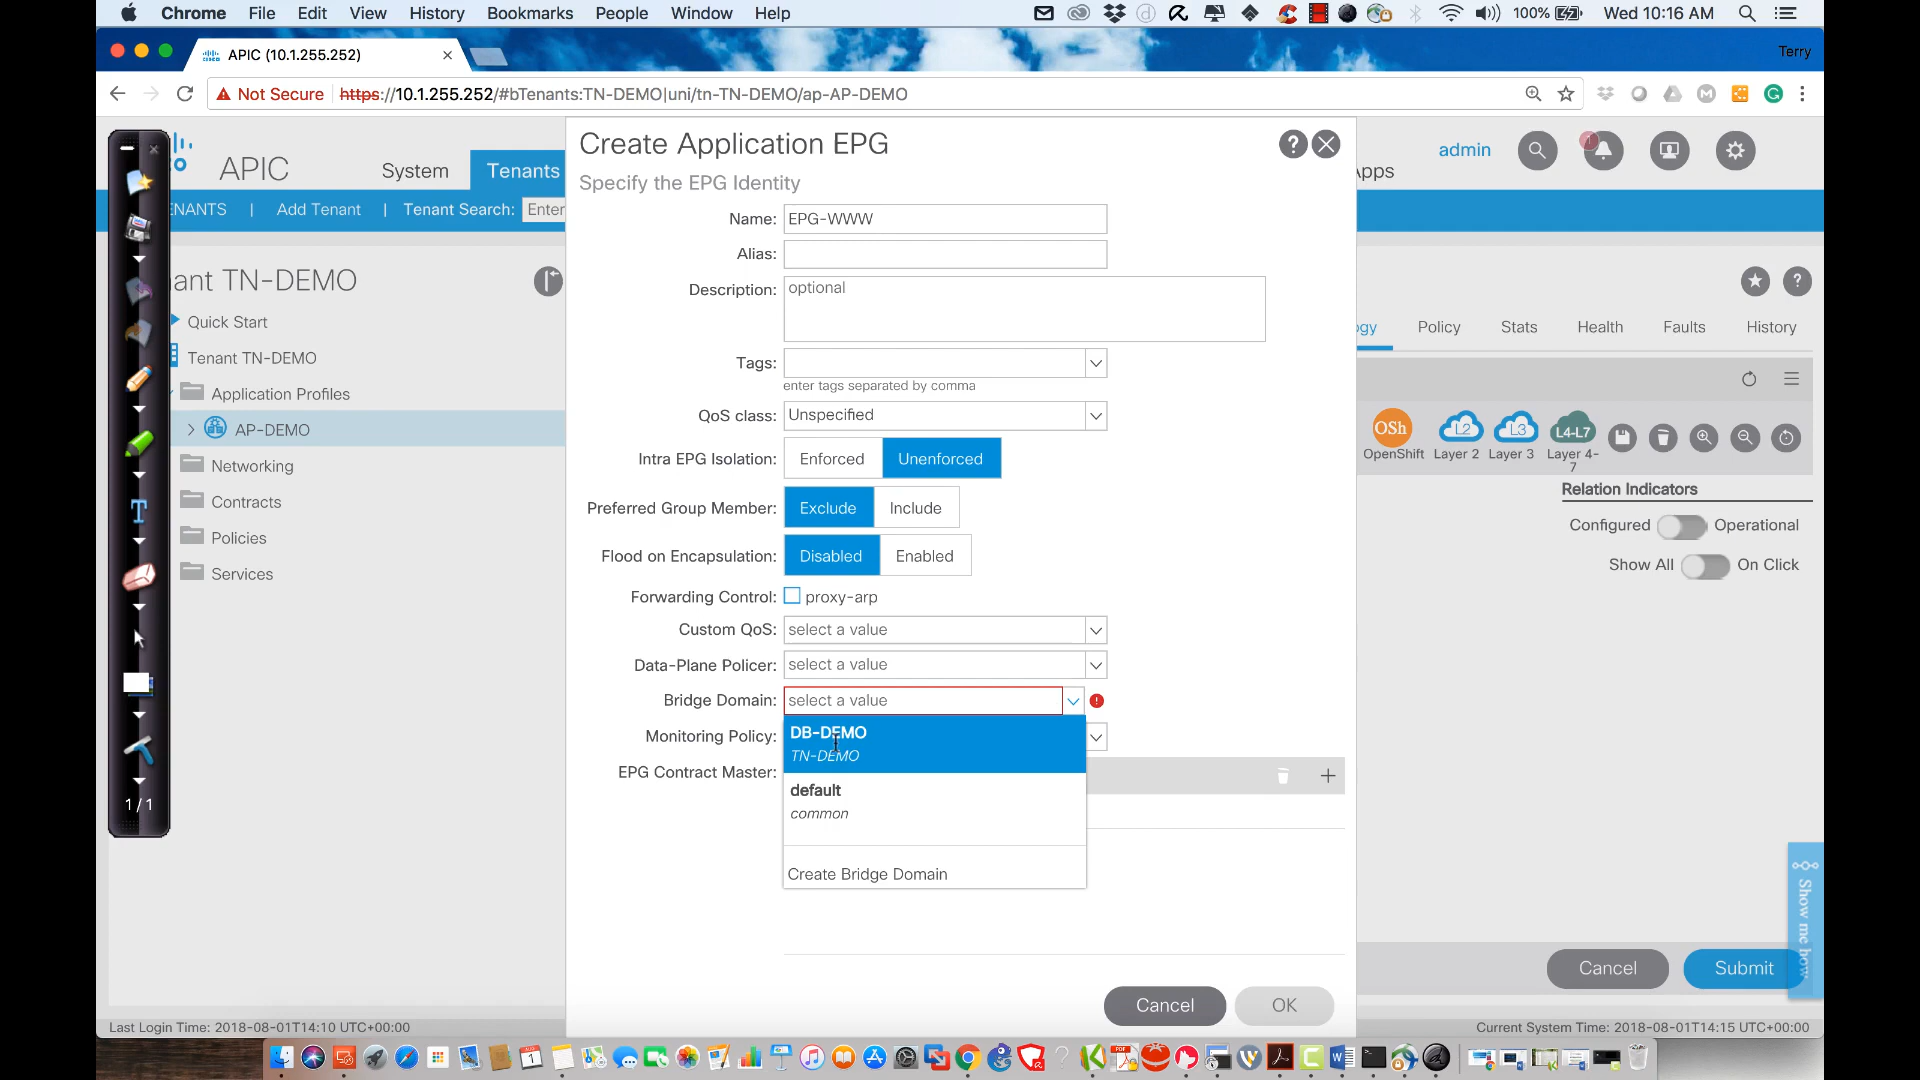 Chrome File Edit View History Bookmarks People Window Help 100% Wed 10:16 AM
APIC (10.1.255.252) Terry
Not Secure https://10.1.255.252/#bTenants:TN-DEMO|uni/tn-TN-DEMO/ap-AP-DEMO
APIC System Tenants
Apps
admin
ENANTS | Add Tenant | Tenant Search: Enter
nant TN-DEMO
Quick Start
Tenant TN-DEMO
Application Profiles
AP-DEMO
Networking
Contracts
Policies
Services
1 / 1
Create Application EPG
Specify the EPG Identity
Name: EPG-WWW
Alias:
Description: optional
Tags:
enter tags separated by comma
QoS class: Unspecified
Intra EPG Isolation: Enforced Unenforced
Preferred Group Member: Exclude Include
Flood on Encapsulation: Disabled Enabled
Forwarding Control: proxy-arp
Custom QoS: select a value
Data-Plane Policer: select a value
Bridge Domain: select a value
Monitoring Policy:
EPG Contract Master:
DB-DEMO
TN-DEMO
default
common
Create Bridge Domain
Cancel OK
ogy Policy Stats Health Faults History
OSh L2 L3 L4-L7
OpenShift Layer 2 Layer 3 Layer 4-
7
Relation Indicators
Configured Operational
Show All On Click
Show me how
Cancel Submit
Last Login Time: 2018-08-01T14:10 UTC+00:00
Current System Time: 2018-08-01T14:15 UTC+00:00